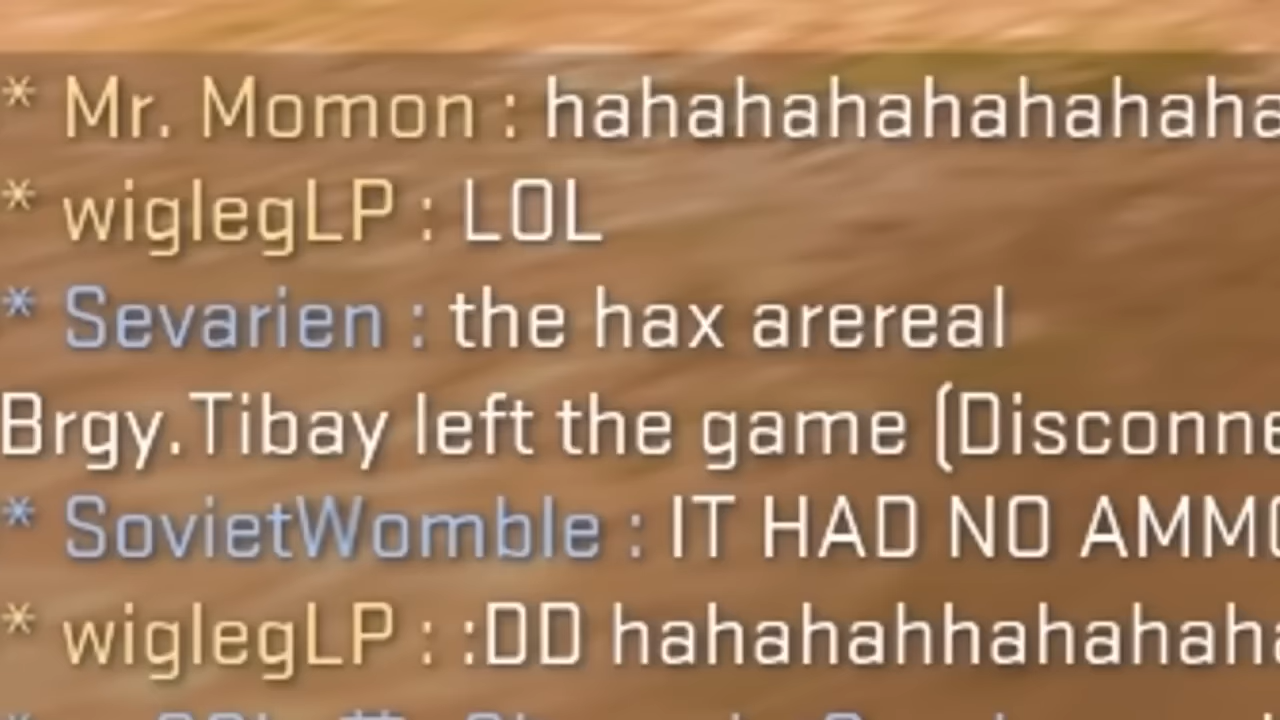 * Mr. Momon : hahahahahahahaha
* wiglegLP : LOL
* Sevarien : the hax arereal
Brgy.Tibay left the game (Disconne
* SovietWomble : IT HAD NO AMMO
* wiglegLP : :DD hahahahhahahaha